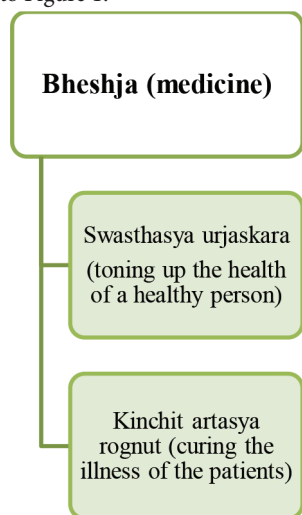 to Figure 1.
Bheshja (medicine)
Swasthasya urjaskara
(toning up the health
of a healthy person)
Kinchit artasya
rognut (curing the
illness of the patients)